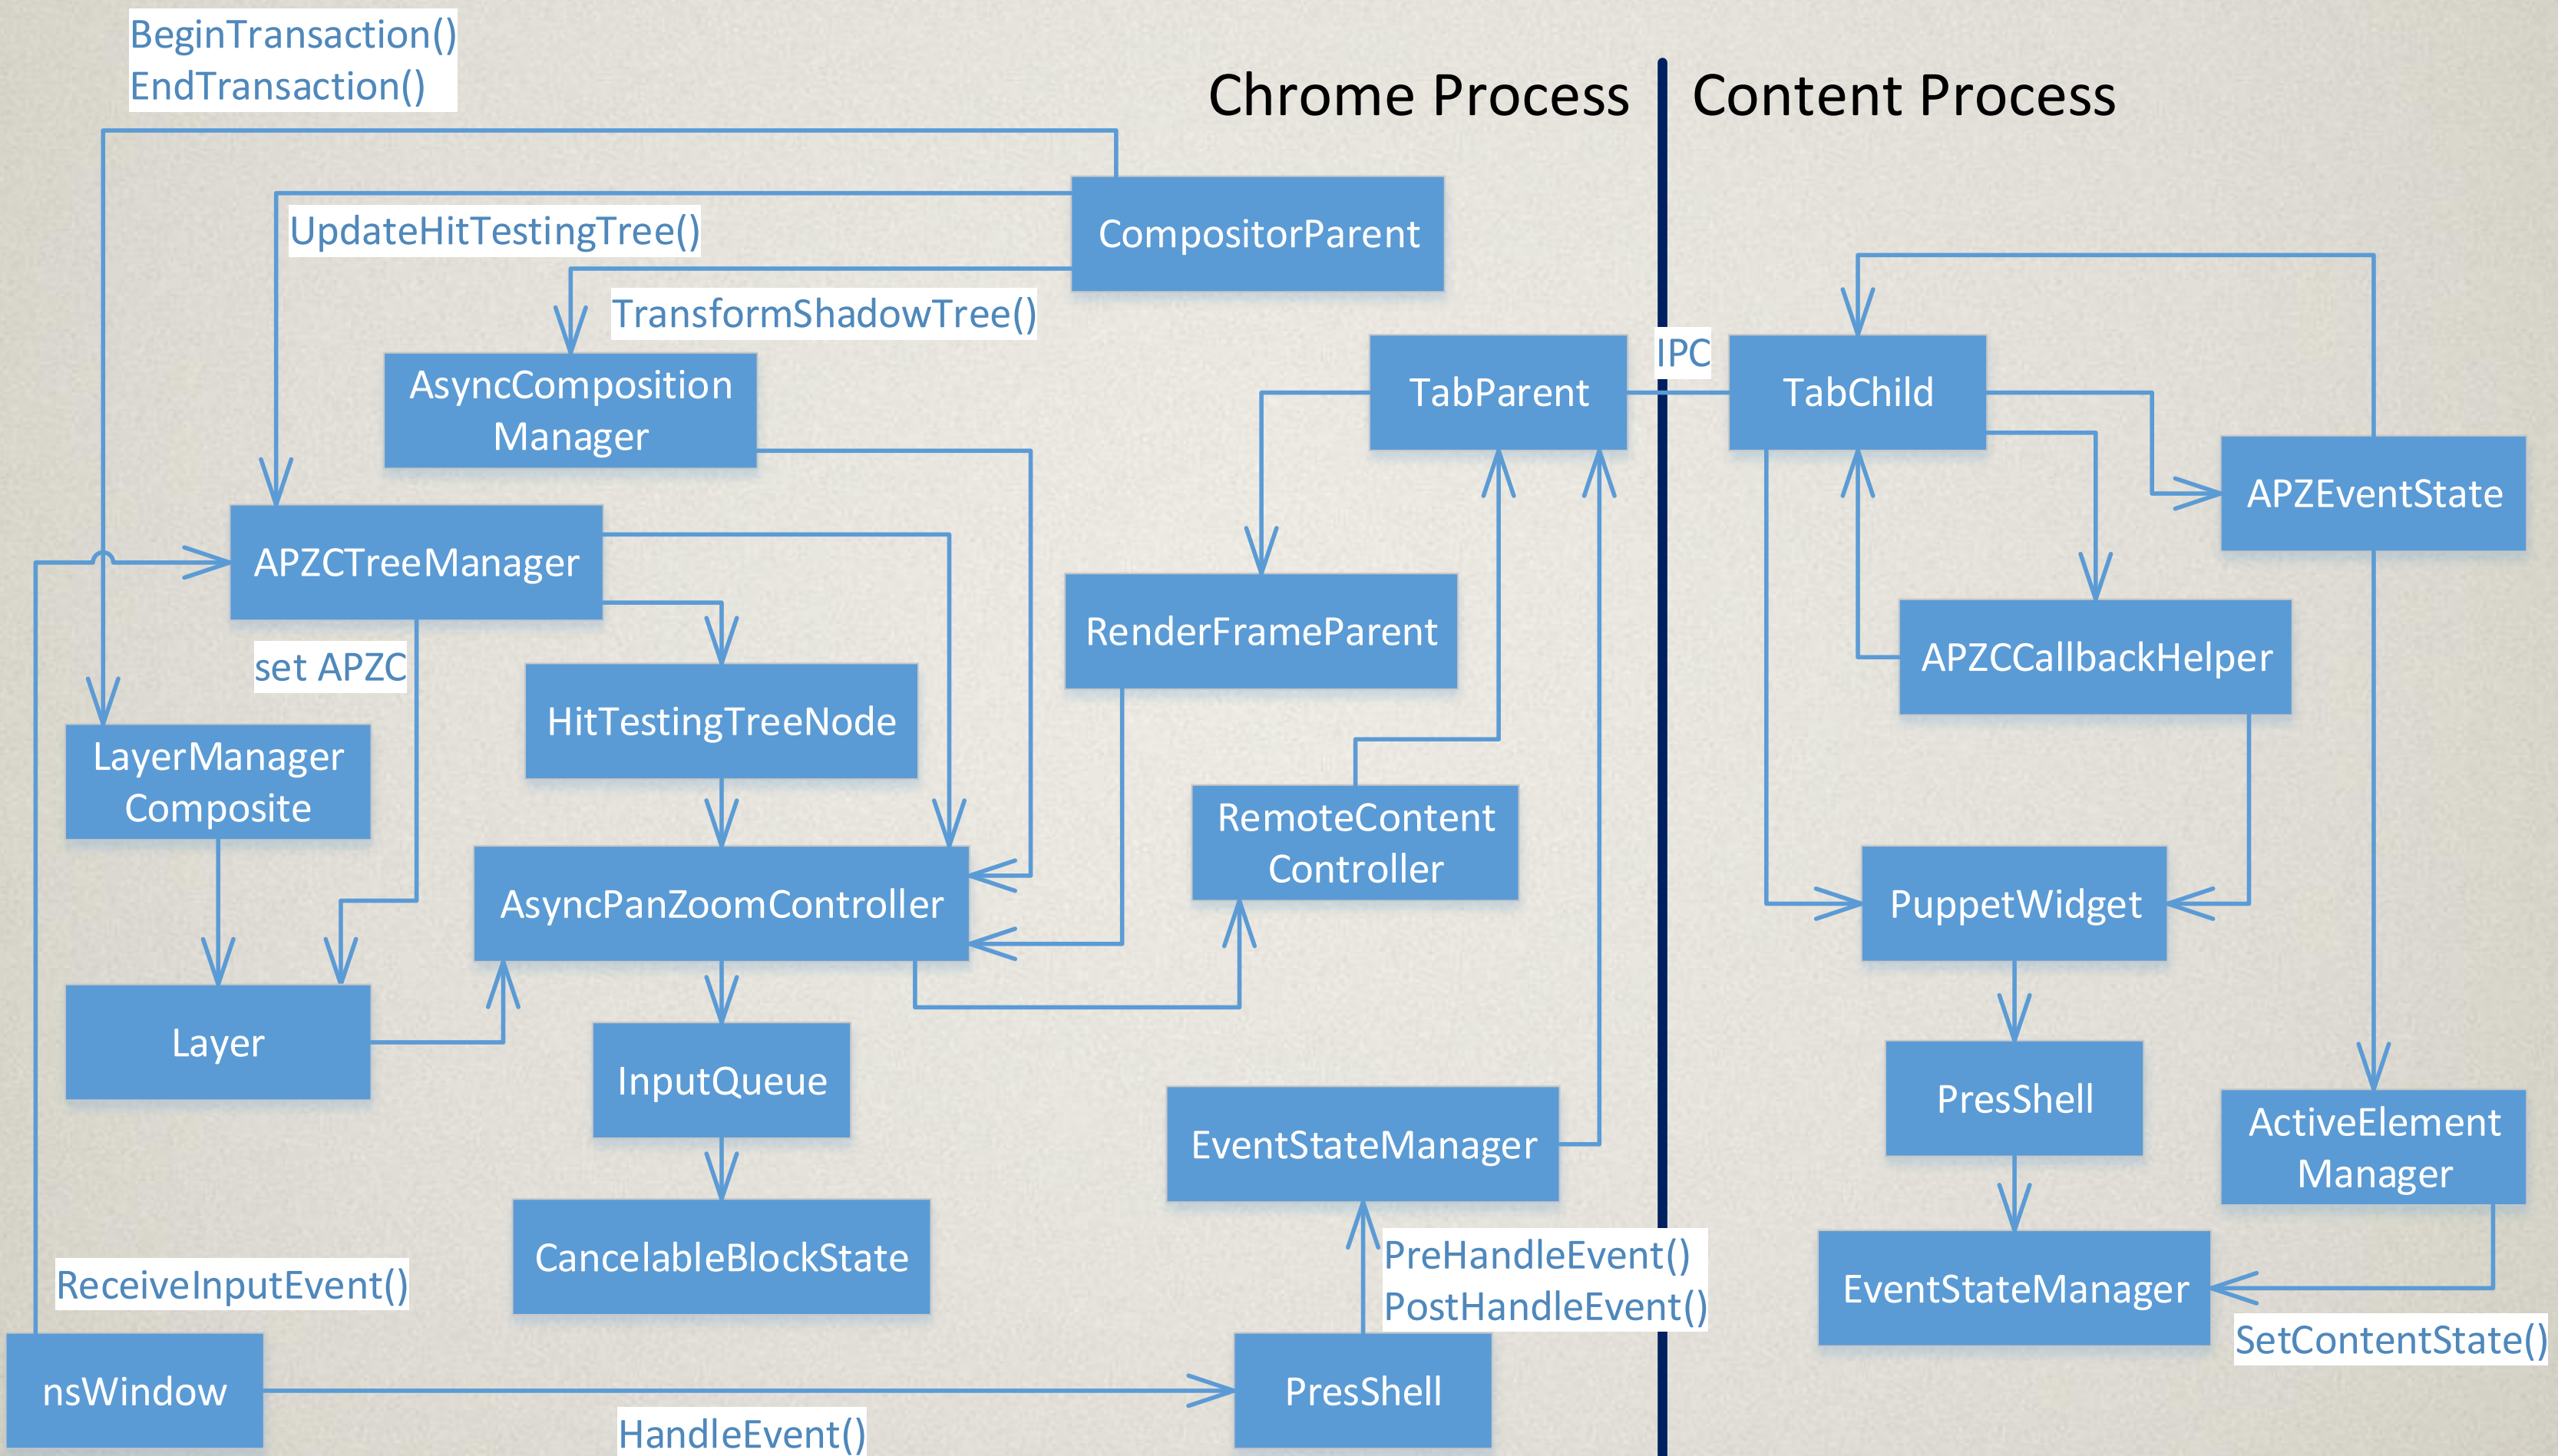 BeginTransaction()
EndTransaction()
Chrome Process
Content Process
CompositorParent
UpdateHitTestingTree()
TransformShadowTree()
AsyncComposition
Manager
TabParent
IPC
TabChild
APZEventState
APZCTreeManager
RenderFrameParent
APZCCallbackHelper
set APZC
HitTestingTreeNode
LayerManager
Composite
RemoteContent
Controller
AsyncPanZoomController
PuppetWidget
Layer
InputQueue
PresShell
EventStateManager
ActiveElement
Manager
CancelableBlockState
PreHandleEvent()
PostHandleEvent()
EventStateManager
ReceiveInputEvent()
SetContentState()
nsWindow
PresShell
HandleEvent()